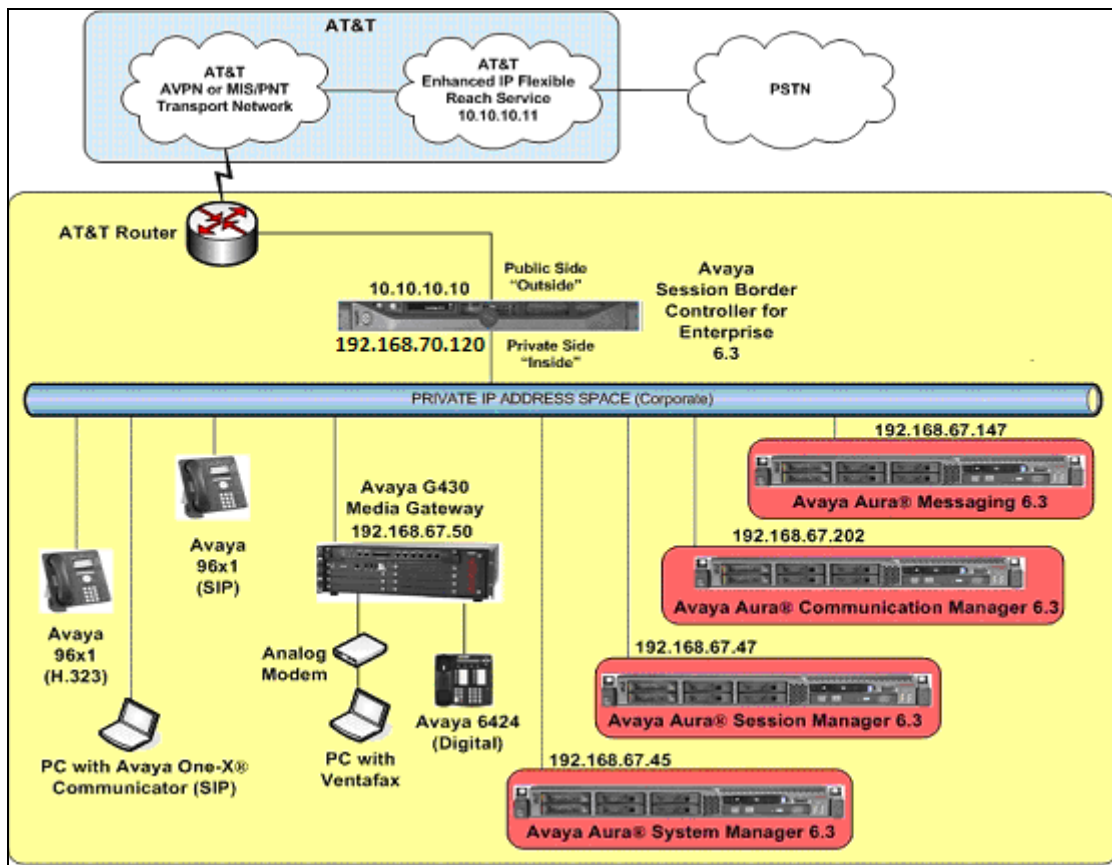 AT&T
AT&T
AVPN or MIS/PNT
Transport Network
AT&T
Enhanced IP Flexible
Reach Service
10.10.10.11
PSTN
AT&T Router
Public Side
"Outside"
10.10.10.10
192.168.70.120
Private Side
"Inside"
Avaya
Session Border
Controller for
Enterprise
6.3
PRIVATE IP ADDRESS SPACE (Corporate)
192.168.67.147
Avaya Aura® Messaging 6.3
192.168.67.202
Avaya Aura® Communication Manager 6.3
192.168.67.47
Avaya Aura® Session Manager 6.3
192.168.67.45
Avaya Aura® System Manager 6.3
Avaya G430
Media Gateway
192.168.67.50
Avaya
96x1
(SIP)
Avaya
96x1
(H.323)
Analog
Modem
Avaya 6424
(Digital)
PC with
Ventafax
PC with Avaya One-X®
Communicator (SIP)